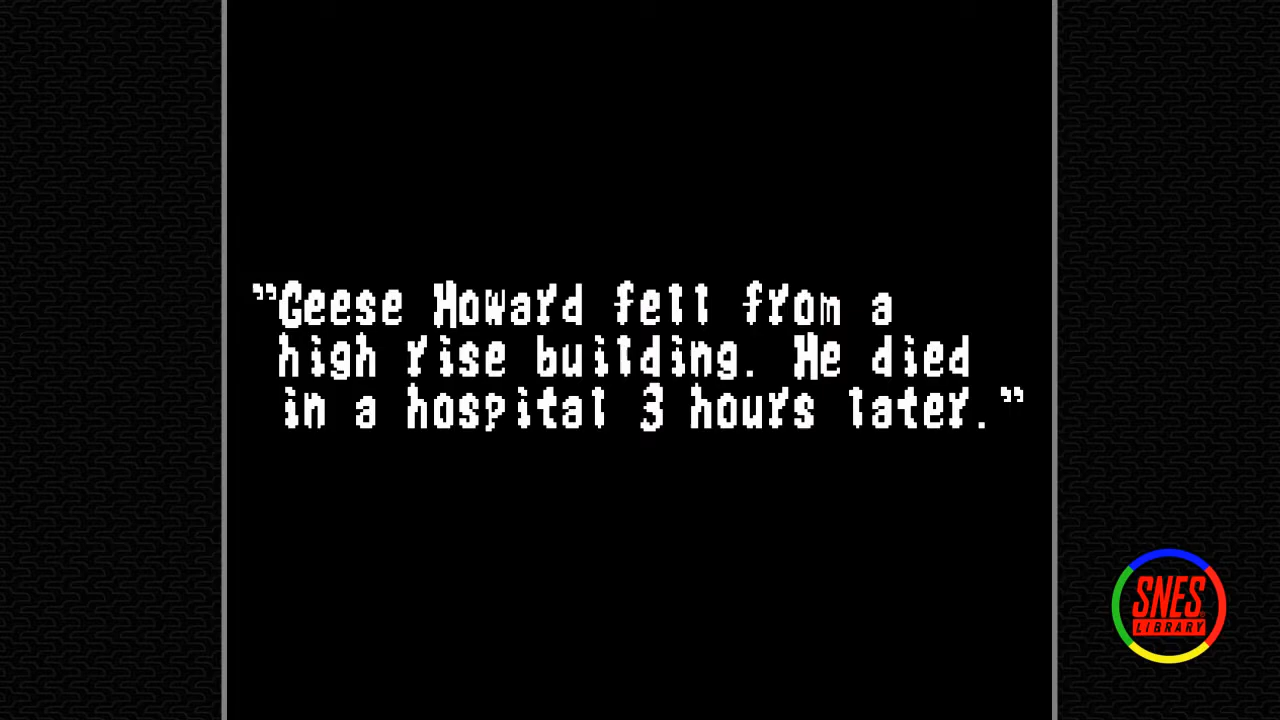 ”Geese Howard fell from a
high rise building. He died
in a hospital 3 hours later.”
SNES
LIBRARY